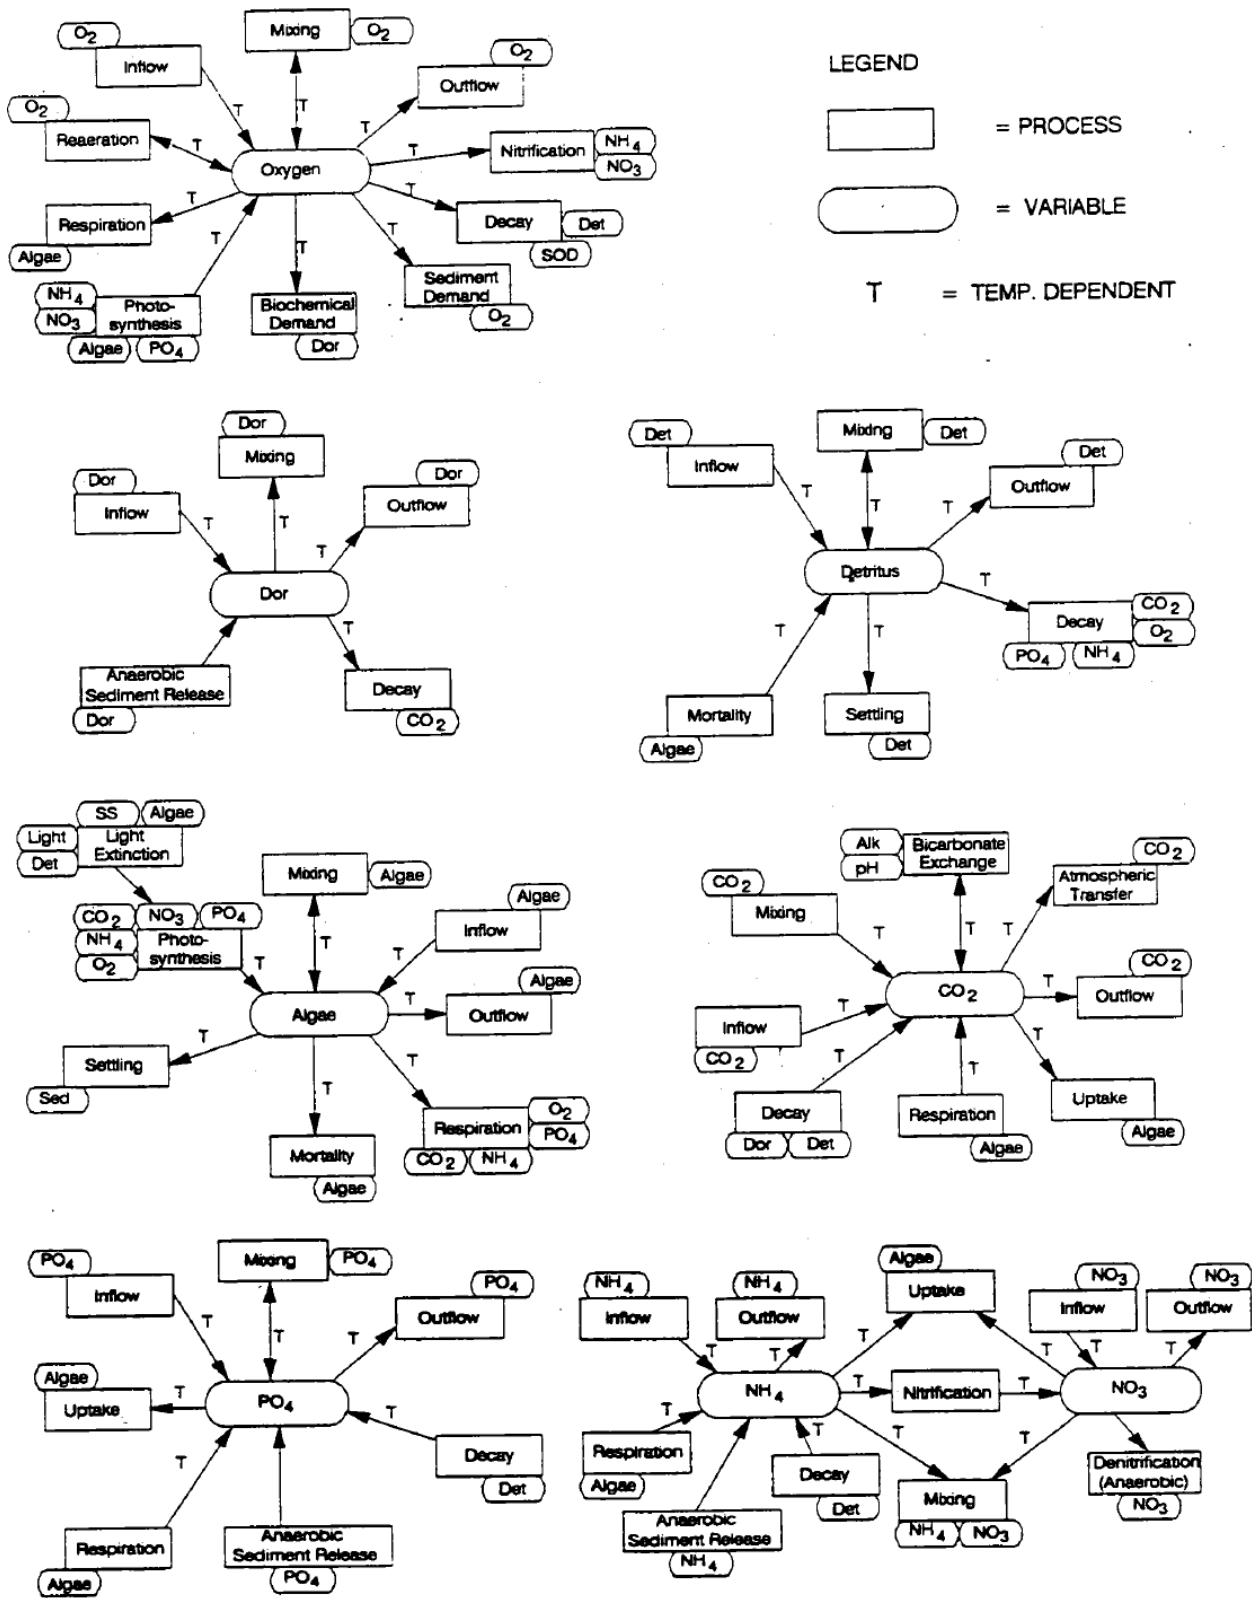 O2
Mixing
O2
Inflow
O2
Outflow
O2
Reaeration
T
T
T
T
T
Nitrification
NH4
NO3
Oxygen
Respiration
Algae
T
T
Decay
Det
SOD
T
T
T
Sediment
Demand
O2
NH4
NO3
Photo-
synthesis
Algae
PO4
Biochemical
Demand
Dor
LEGEND
= PROCESS
= VARIABLE
T = TEMP. DEPENDENT
Dor
Mixing
Dor
Inflow
Dor
Outflow
T
T
T
Dor
T
Anaerobic
Sediment Release
Dor
Decay
CO2
Det
Inflow
Mixing
Det
Det
Outflow
T
T
T
Detritus
T
Decay
CO2
O2
PO4
NH4
T
T
Mortality
Algae
Settling
Det
SS
Algae
Light
Det
Light
Extinction
CO2
NO3
PO4
NH4
O2
Photo-
synthesis
Mixing
Algae
Algae
Inflow
T
T
T
Algae
T
Algae
Outflow
T
Settling
Sed
T
T
Mortality
Algae
Respiration
O2
PO4
CO2
NH4
Alk
pH
Bicarbonate
Exchange
CO2
Atmospheric
Transfer
CO2
Mixing
T
T
T
CO2
T
CO2
Outflow
Inflow
CO2
T
T
T
T
Decay
Dor
Det
Respiration
Algae
Uptake
Algae
PO4
Inflow
Mixing
PO4
PO4
Outflow
T
T
T
Algae
Uptake
T
PO4
T
Decay
Det
T
Respiration
Algae
Anaerobic
Sediment Release
PO4
NH4
Inflow
NH4
Outflow
Algae
Uptake
NO3
Inflow
NO3
Outflow
T
T
T
T
T
T
NH4
T
Nitrification
T
NO3
T
Respiration
Algae
T
Decay
Det
T
T
Anaerobic
Sediment Release
NH4
Mixing
NH4
NO3
Denitrification
(Anaerobic)
NO3